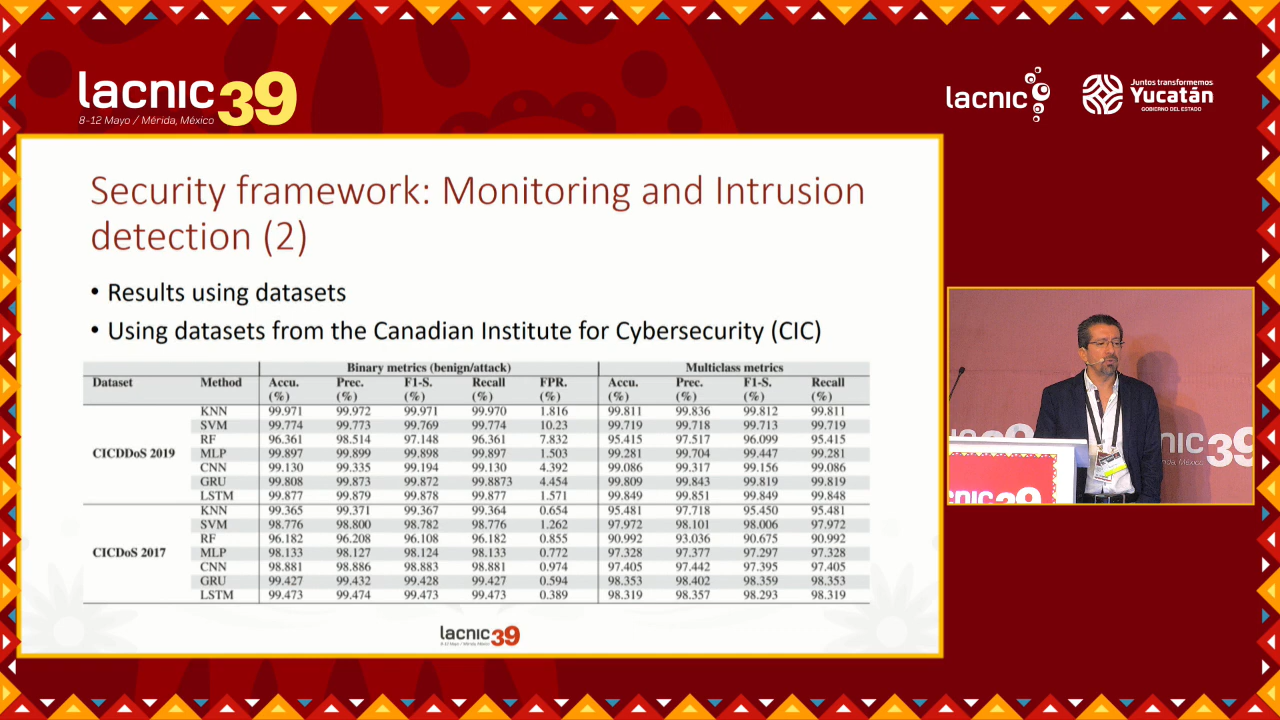 lacnic 39
8-12 Mayo / Mérida, México
lacnic
Juntos transformemos
Yucatán
GOBIERNO DEL ESTADO
Security framework: Monitoring and Intrusion
detection (2)
• Results using datasets
• Using datasets from the Canadian Institute for Cybersecurity (CIC)
Binary metrics (benign/attack) Multiclass metrics
Dataset Method Accu. Prec. F1-S. Recall FPR. Accu. Prec. F1-S. Recall
(%) (%) (%) (%) (%) (%) (%) (%) (%)
KNN 99.971 99.972 99.971 99.970 1.816 99.811 99.836 99.812 99.811
SVM 99.774 99.773 99.769 99.774 10.23 99.719 99.718 99.713 99.719
RF 96.361 98.514 97.148 96.361 7.832 95.415 97.517 96.099 95.415
CICDDoS 2019 MLP 99.897 99.899 99.898 99.897 1.503 99.281 99.704 99.447 99.281
CNN 99.130 99.335 99.194 99.130 4.392 99.086 99.317 99.156 99.086
GRU 99.808 99.873 99.872 99.8873 4.454 99.809 99.843 99.819 99.819
LSTM 99.877 99.879 99.878 99.877 1.571 99.849 99.851 99.849 99.848
KNN 99.365 99.371 99.367 99.364 0.654 95.481 97.718 95.450 95.481
SVM 98.776 98.800 98.782 98.776 1.262 97.972 98.101 98.006 97.972
RF 96.182 96.208 96.108 96.182 0.855 90.992 93.036 90.675 90.992
CICDoS 2017 MLP 98.133 98.127 98.124 98.133 0.772 97.328 97.377 97.297 97.328
CNN 98.881 98.886 98.883 98.881 0.974 97.405 97.442 97.395 97.405
GRU 99.427 99.432 99.428 99.427 0.594 98.353 98.402 98.359 98.353
LSTM 99.473 99.474 99.473 99.473 0.389 98.319 98.357 98.293 98.319
lacnic 39
8-12 Mayo / Mérida, México